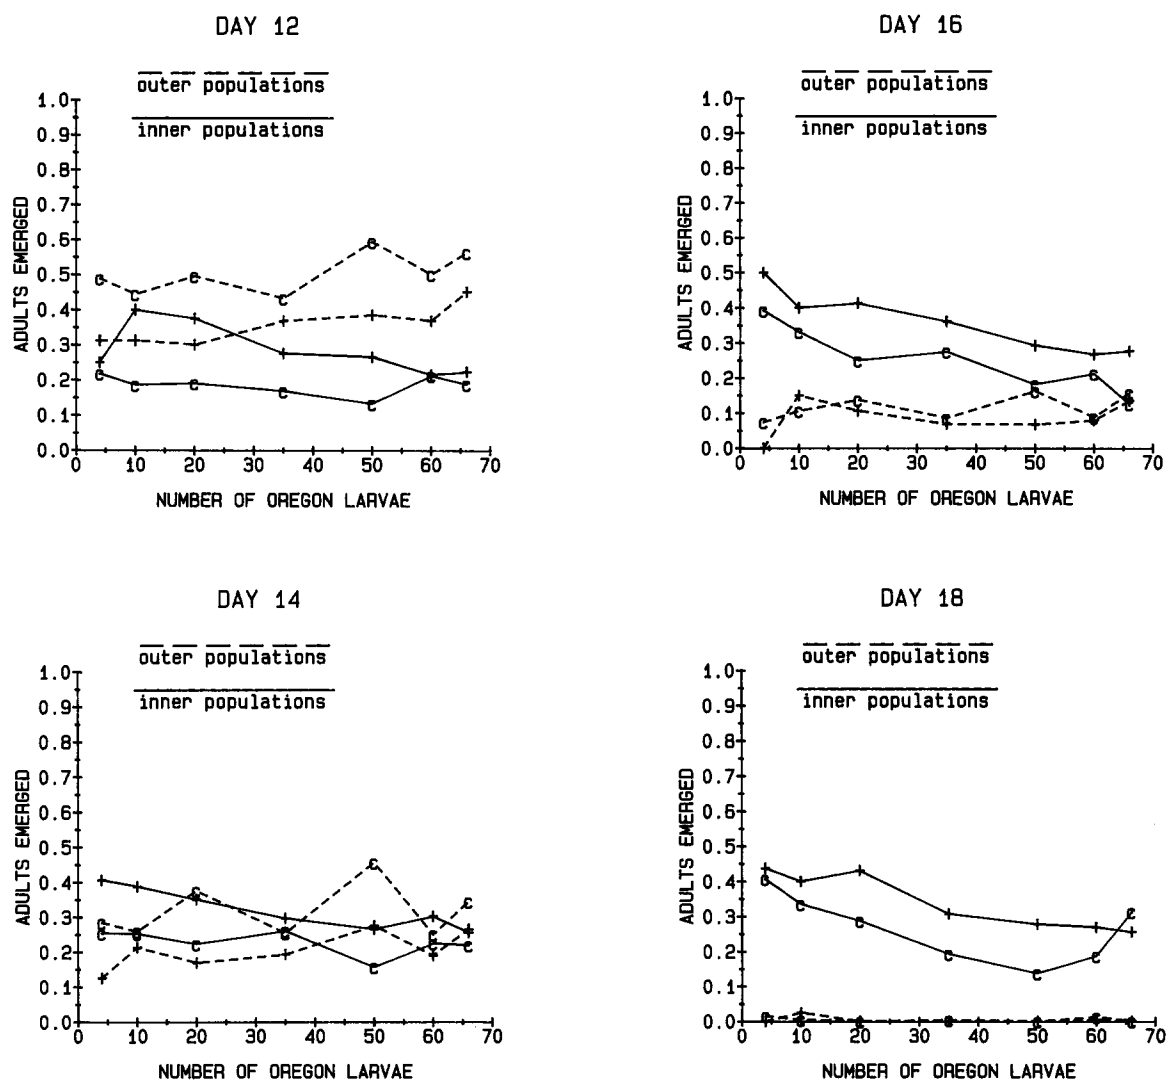 DAY 12
outer populations
inner populations
ADULTS EMERGED
1.0
0.9
0.8
0.7
0.6
0.5
0.4
0.3
0.2
0.1
0.0
0 10 20 30 40 50 60 70
NUMBER OF OREGON LARVAE
DAY 16
outer populations
inner populations
ADULTS EMERGED
1.0
0.9
0.8
0.7
0.6
0.5
0.4
0.3
0.2
0.1
0.0
0 10 20 30 40 50 60 70
NUMBER OF OREGON LARVAE
DAY 14
outer populations
inner populations
ADULTS EMERGED
1.0
0.9
0.8
0.7
0.6
0.5
0.4
0.3
0.2
0.1
0.0
0 10 20 30 40 50 60 70
NUMBER OF OREGON LARVAE
DAY 18
outer populations
inner populations
ADULTS EMERGED
1.0
0.9
0.8
0.7
0.6
0.5
0.4
0.3
0.2
0.1
0.0
0 10 20 30 40 50 60 70
NUMBER OF OREGON LARVAE